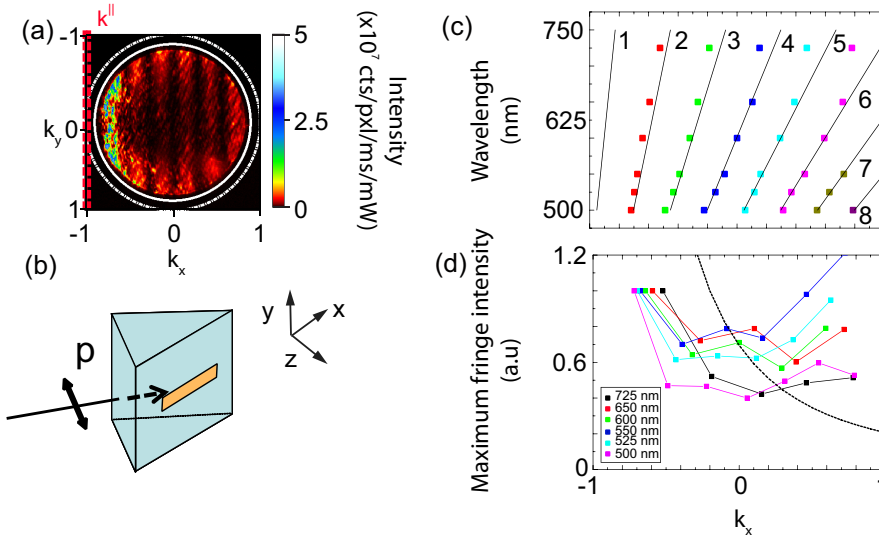 (a)
k||
-1
ky 0
1
-1 0 1
kx
5
2.5
0
Intensity
(x10⁷ cts/pxl/ms/mW)
(b)
p
y
x
z
(c)
750
625
500
Wavelength
(nm)
1 2 3 4 5
6
7
8
(d)
1.2
0.6
0
Maximum fringe intensity
(a.u)
725 nm
650 nm
600 nm
550 nm
525 nm
500 nm
-1 0 1
kx